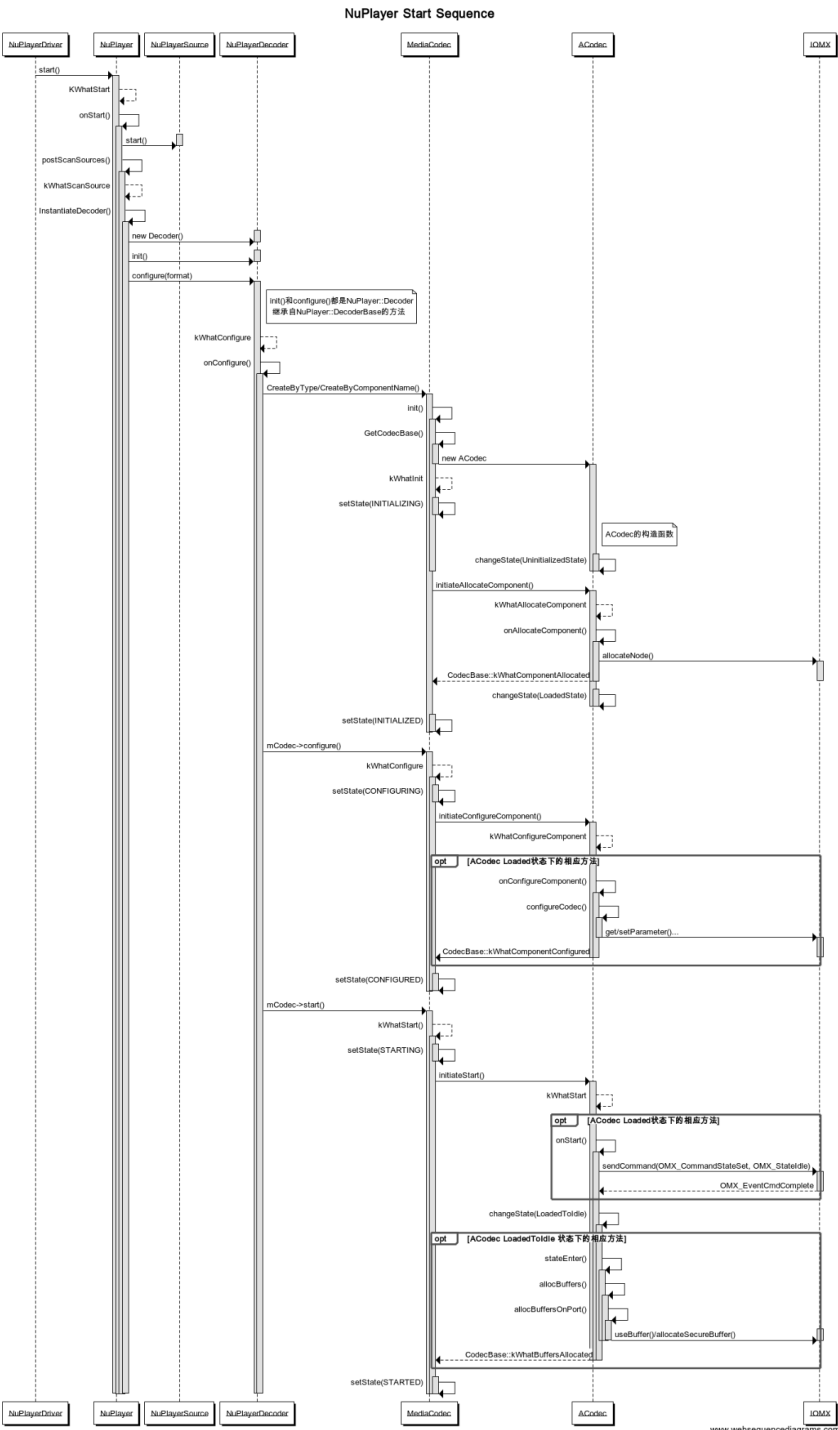 NuPlayer Start Sequence
NuPlayerDriver
NuPlayer
NuPlayerSource
NuPlayerDecoder
MediaCodec
ACodec
IOMX
start()
KWhatStart
onStart()
start()
postScanSources()
kWhatScanSource
InstantiateDecoder()
new Decoder()
init()
configure(format)
init()和configure()都是NuPlayer::Decoder
继承自NuPlayer::DecoderBase的方法
kWhatConfigure
onConfigure()
CreateByType/CreateByComponentName()
init()
GetCodecBase()
new ACodec
kWhatInit
setState(INITIALIZING)
ACodec的构造函数
changeState(UninitializedState)
initiateAllocateComponent()
kWhatAllocateComponent
onAllocateComponent()
allocateNode()
CodecBase::kWhatComponentAllocated
changeState(LoadedState)
setState(INITIALIZED)
mCodec->configure()
kWhatConfigure
setState(CONFIGURING)
initiateConfigureComponent()
kWhatConfigureComponent
opt [ACodec Loaded状态下的相应方法]
onConfigureComponent()
configureCodec()
get/setParameter()...
CodecBase::kWhatComponentConfigured
setState(CONFIGURED)
mCodec->start()
kWhatStart()
setState(STARTING)
initiateStart()
kWhatStart
opt [ACodec Loaded状态下的相应方法]
onStart()
sendCommand(OMX_CommandStateSet, OMX_StateIdle)
OMX_EventCmdComplete
changeState(LoadedToIdle)
opt [ACodec LoadedToIdle 状态下的相应方法]
stateEnter()
allocBuffers()
allocBuffersOnPort()
useBuffer()/allocateSecureBuffer()
CodecBase::kWhatBuffersAllocated
setState(STARTED)
NuPlayerDriver
NuPlayer
NuPlayerSource
NuPlayerDecoder
MediaCodec
ACodec
IOMX
www.websequencediagrams.com